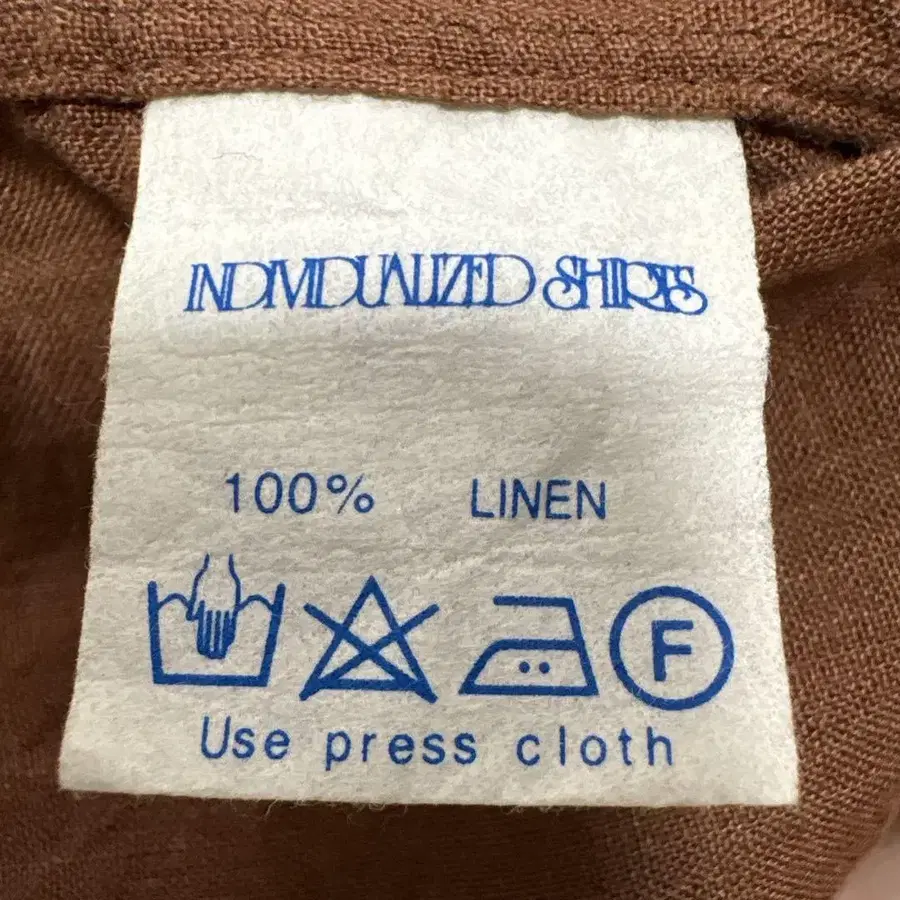 INDIVIDUALIZED SHIRTS
100% LINEN
F
Use press cloth